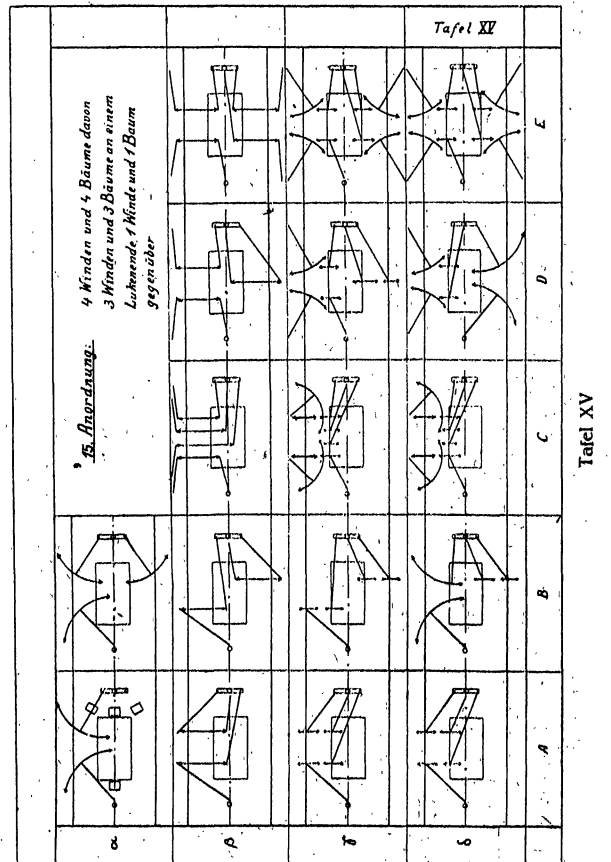 Tafel XV
15. Anordnung:
4 Winden und 4 Bäume davon
3 Winden und 3 Bäume an einem
Lukenende, 1 Winde und 1 Baum
gegenüber
α
β
γ
δ
A
B
C
D
E
Tafel XV